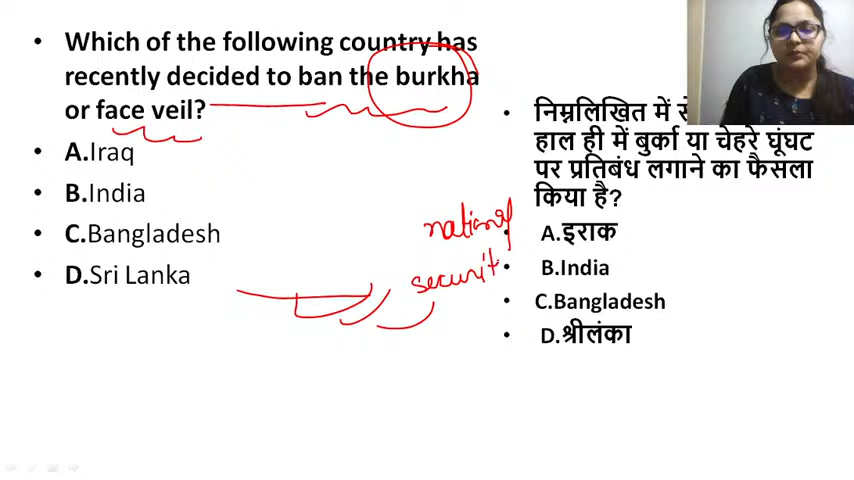 Which of the following country has
recently decided to ban the burkha
or face veil?
A.Iraq
B.India
C.Bangladesh
D.Sri Lanka
national
securit
निम्नलिखित में से
हाल ही में बुर्का या चेहरे घूंघट
पर प्रतिबंध लगाने का फैसला
किया है?
A.इराक
B.India
C.Bangladesh
D.श्रीलंका